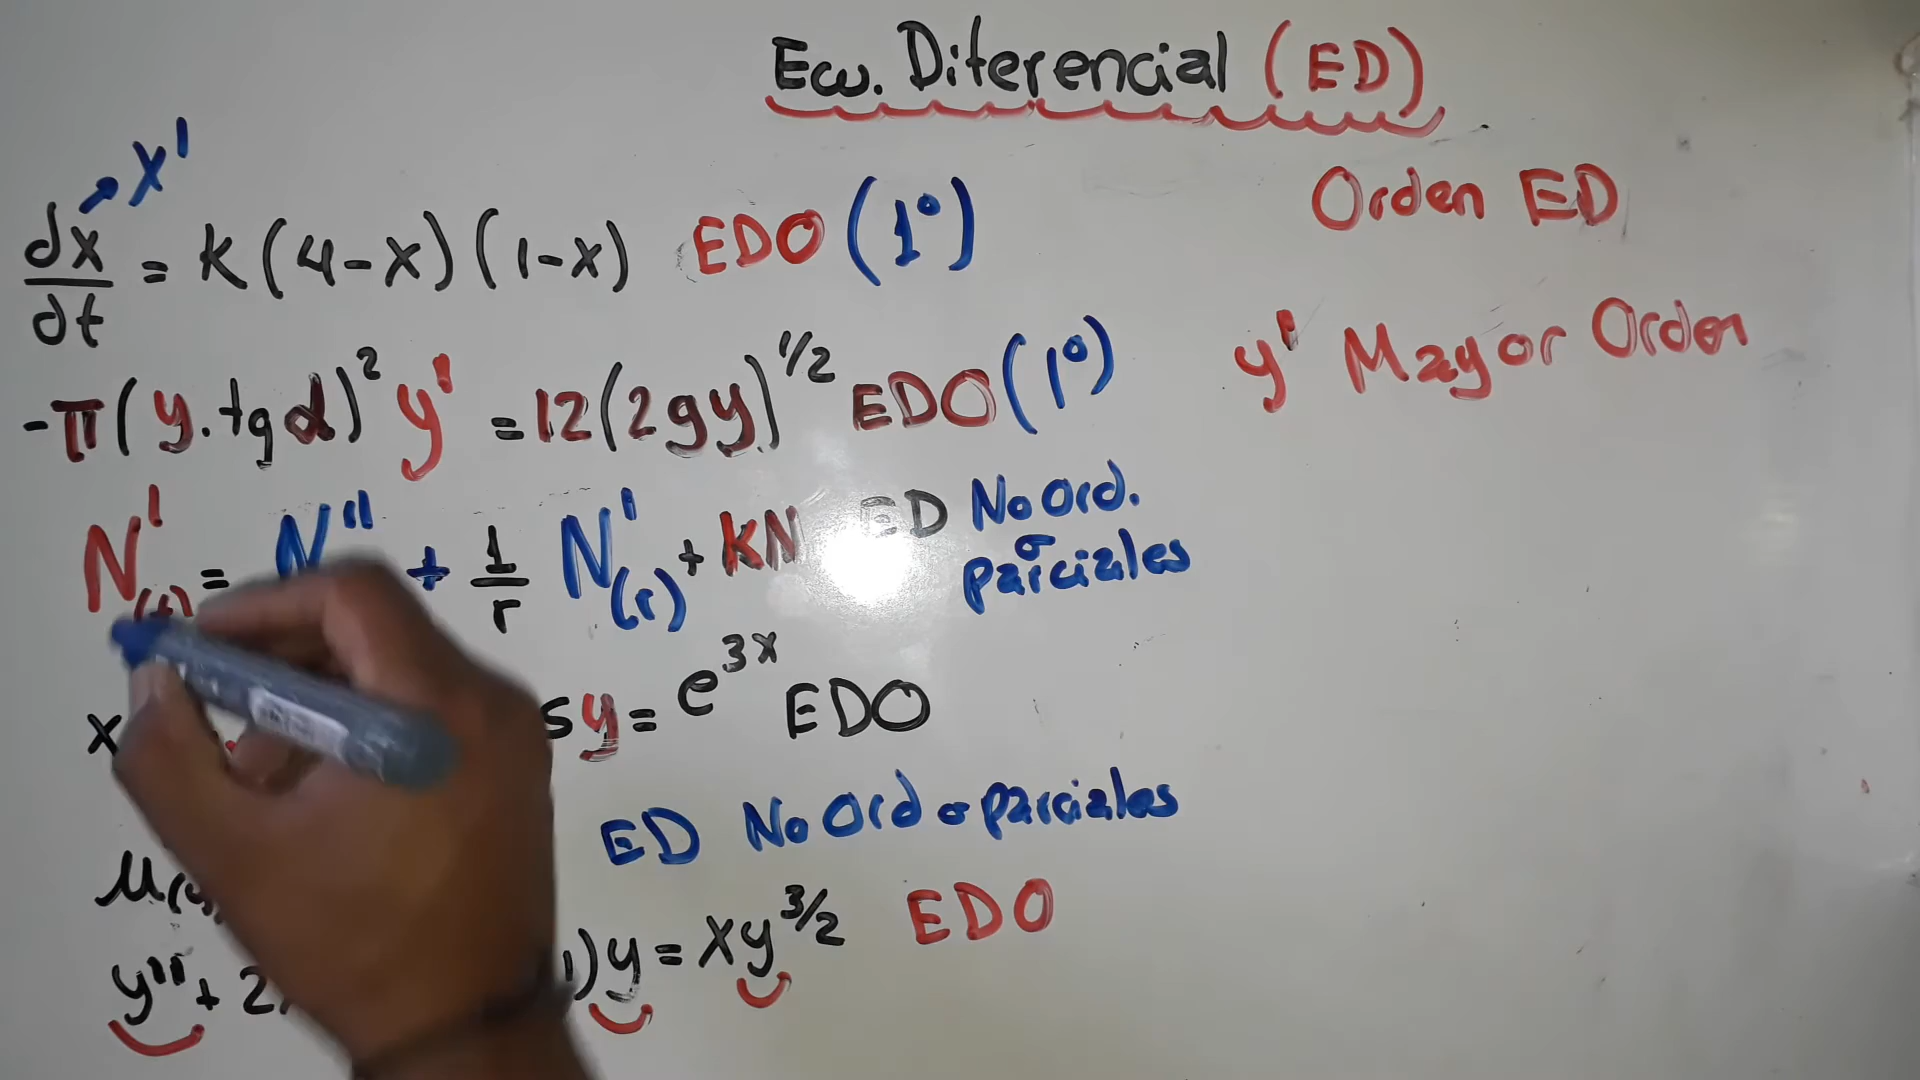 Ecu. Diferencial (ED)
x'
dx/dt = K(4-x)(1-x) EDO (1°)
Orden ED
-π(y.tgα)² y' = 12(2gy)^1/2 EDO (1°)
y' Mayor Orden
N'(t) = N'' + 1/r N'(r) + KN ED No Ord. o parciales
x
5y = e^3x EDO
μ
ED No Ord o parciales
y''' + 2
1)y = xy^3/2 EDO